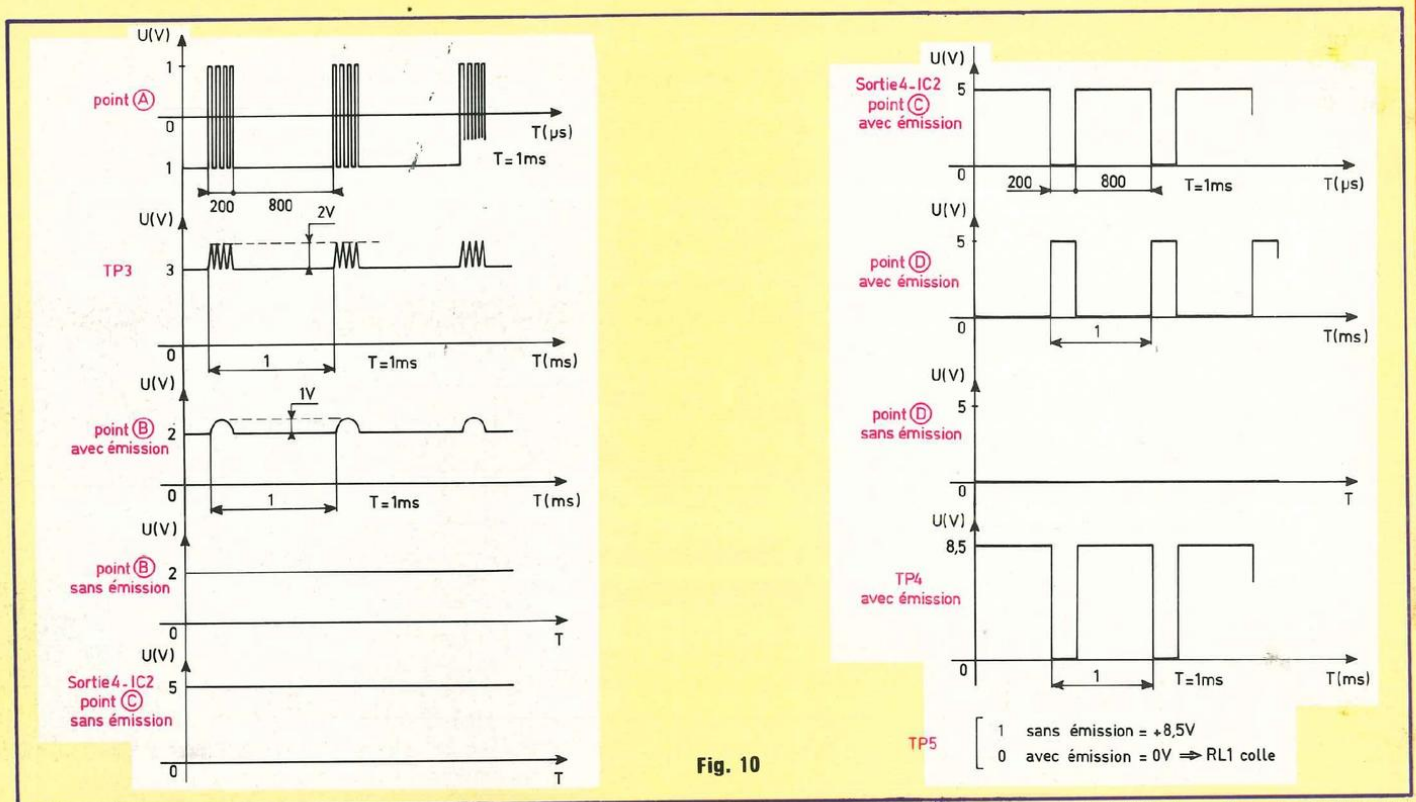 U(V)
1
point Ⓐ
0
T(µs)
1
T=1ms
200 800
U(V)
2V
TP3
3
0
1
T=1ms
T(ms)
U(V)
1V
point Ⓑ
avec émission
2
0
1
T=1ms
T(ms)
U(V)
point Ⓑ
sans émission
2
0
T
U(V)
Sortie4-IC2
point Ⓒ
sans émission
5
0
T
Fig. 10
U(V)
Sortie4-IC2
point Ⓒ
avec émission
5
0
200 800
T=1ms
T(µs)
U(V)
5
point Ⓓ
avec émission
0
1
T(ms)
U(V)
5
point Ⓓ
sans émission
0
T
U(V)
8,5
TP4
avec émission
0
1
T=1ms
T(ms)
TP5
1 sans émission = +8,5V
0 avec émission = 0V ⇒ RL1 colle